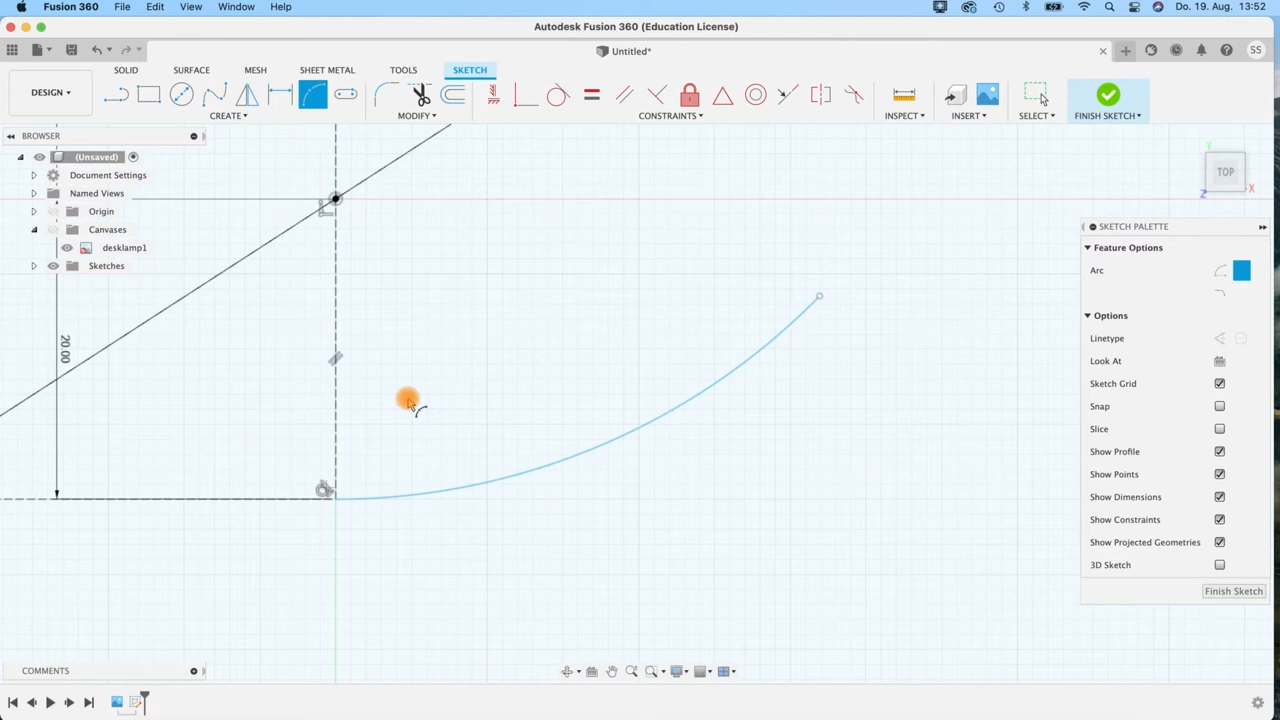 Fusion 360 File Edit View Window Help Do. 19. Aug. 13:52
Autodesk Fusion 360 (Education License)
Untitled* SS
SOLID SURFACE MESH SHEET METAL TOOLS SKETCH
DESIGN
CREATE MODIFY CONSTRAINTS INSPECT INSERT SELECT FINISH SKETCH
BROWSER
(Unsaved)
Document Settings
Named Views
Origin
Canvases
desklamp1
Sketches
20.00
Y
TOP
X
Z
SKETCH PALETTE
Feature Options
Arc
Options
Linetype
Look At
Sketch Grid
Snap
Slice
Show Profile
Show Points
Show Dimensions
Show Constraints
Show Projected Geometries
3D Sketch
Finish Sketch
COMMENTS